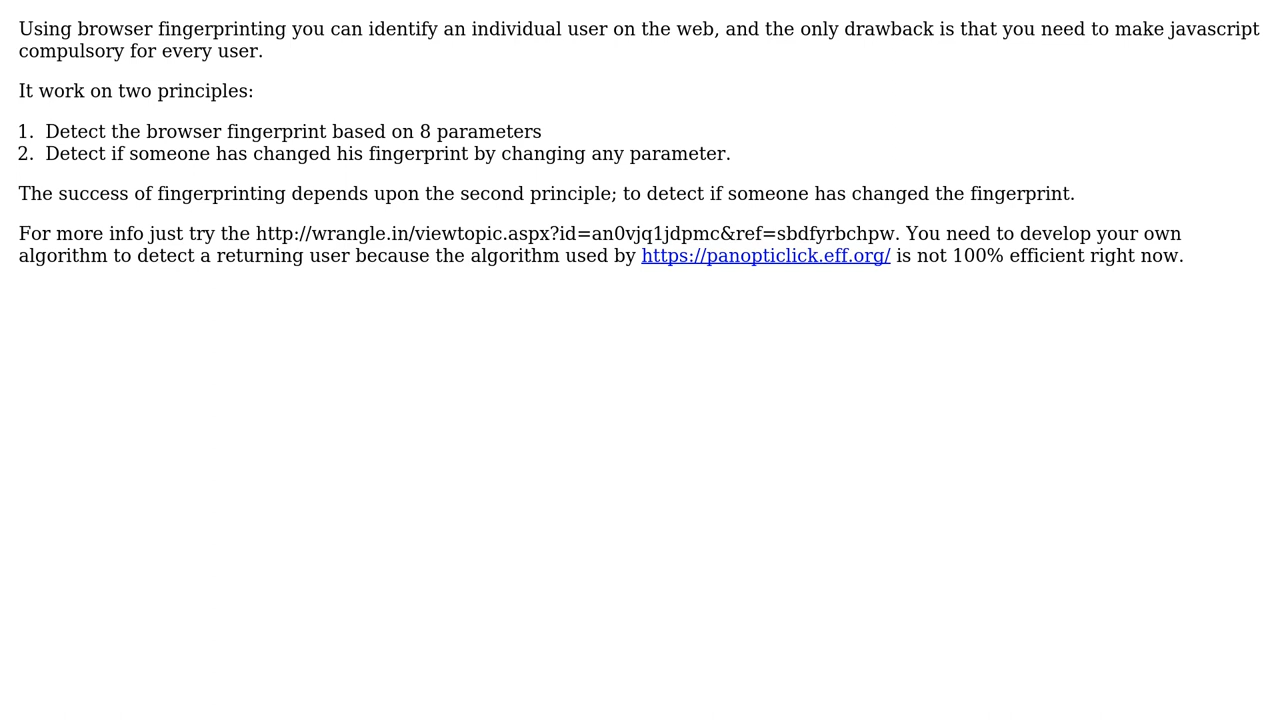 Using browser fingerprinting you can identify an individual user on the web, and the only drawback is that you need to make javascript
compulsory for every user.
It work on two principles:
1. Detect the browser fingerprint based on 8 parameters
2. Detect if someone has changed his fingerprint by changing any parameter.
The success of fingerprinting depends upon the second principle; to detect if someone has changed the fingerprint.
For more info just try the http://wrangle.in/viewtopic.aspx?id=an0vjq1jdpmc&ref=sbdfyrbchpw. You need to develop your own
algorithm to detect a returning user because the algorithm used by https://panopticlick.eff.org/ is not 100% efficient right now.